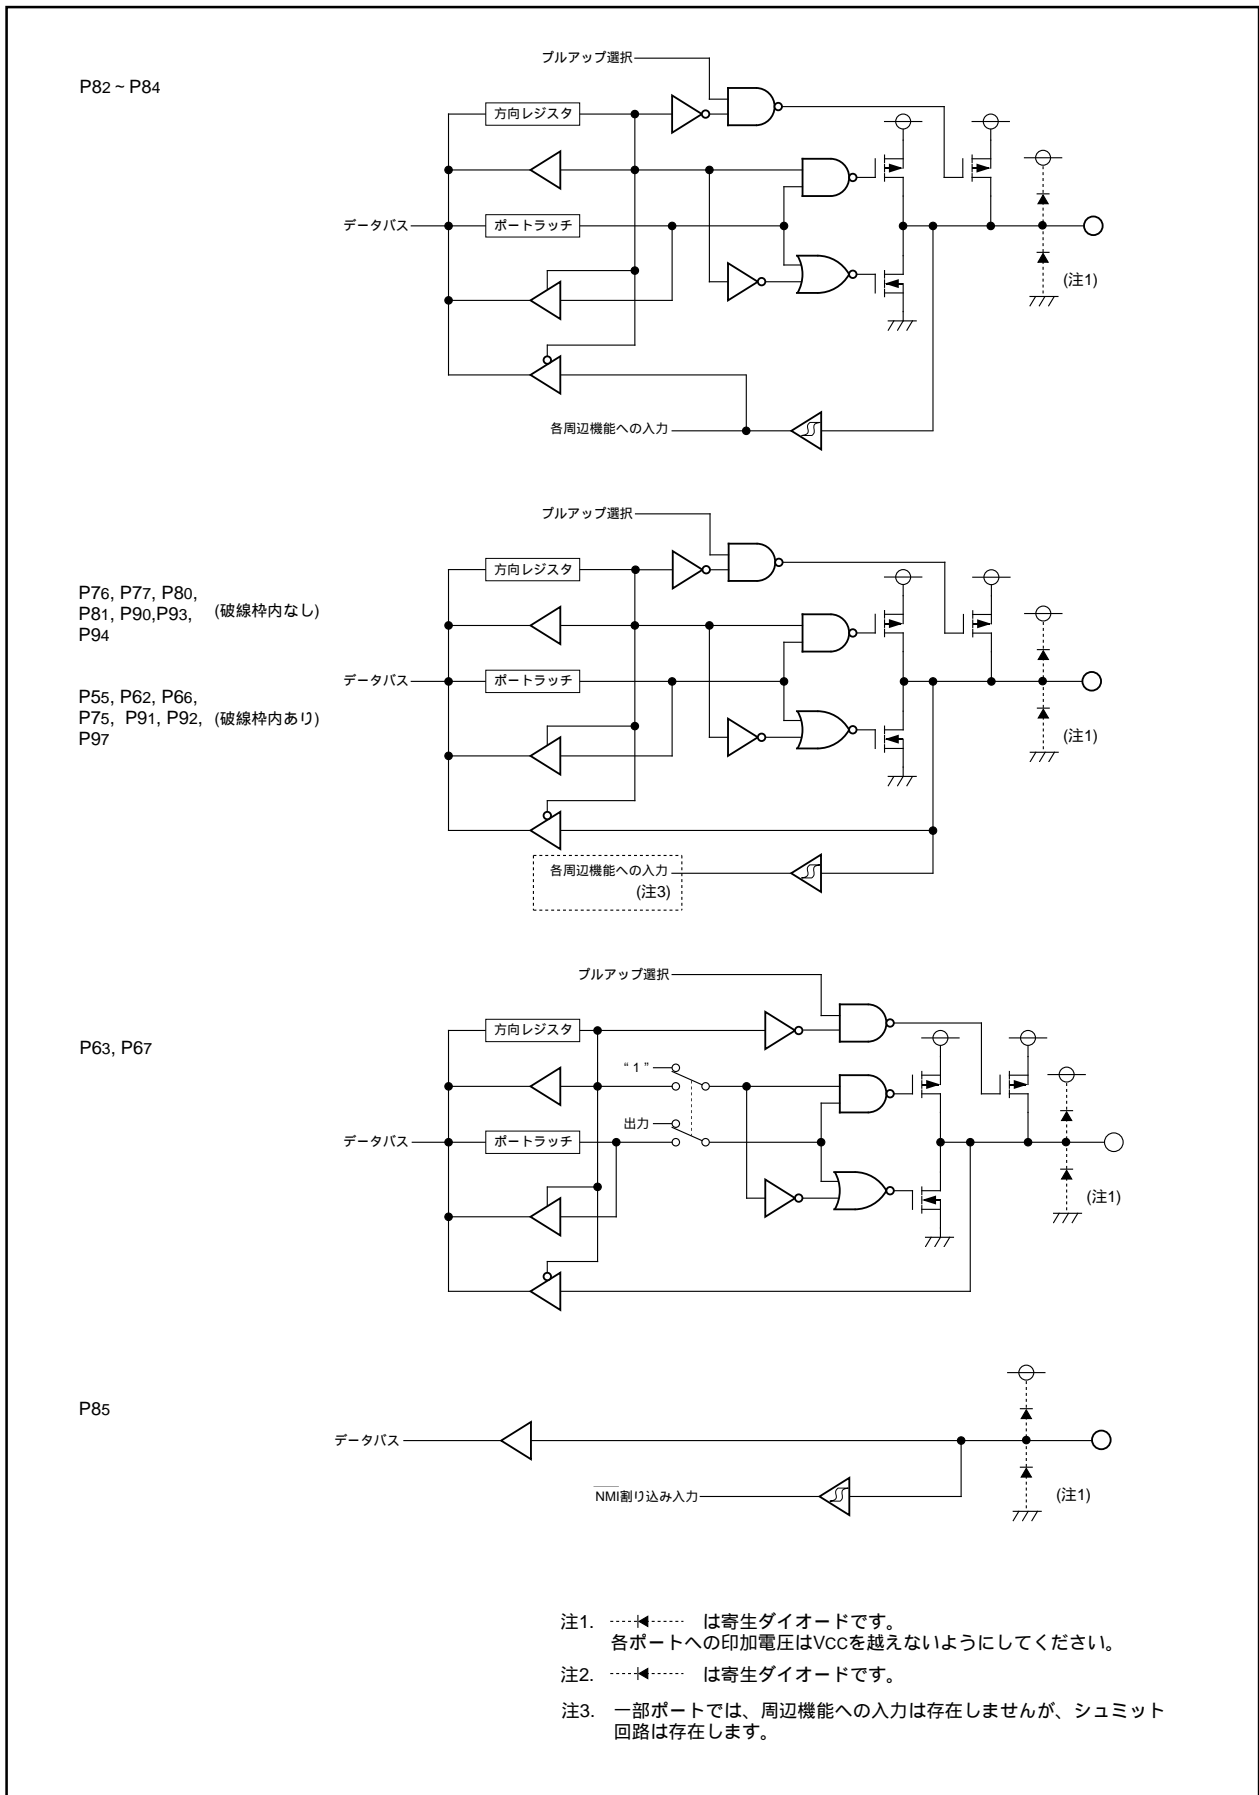 P82 ~ P84
プルアップ選択
方向レジスタ
データバス
ポートラッチ
(注1)
各周辺機能への入力
プルアップ選択
方向レジスタ
P76, P77, P80,
P81, P90,P93, (破線枠内なし)
P94
データバス
ポートラッチ
P55, P62, P66,
P75, P91, P92, (破線枠内あり)
P97
(注1)
各周辺機能への入力
(注3)
プルアップ選択
方向レジスタ
P63, P67
“ 1 ”
出力
データバス
ポートラッチ
(注1)
P85
データバス
NMI割り込み入力
(注1)
注1. は寄生ダイオードです。
各ポートへの印加電圧はVCCを越えないようにしてください。
注2. は寄生ダイオードです。
注3. 一部ポートでは、周辺機能への入力は存在しませんが、シュミット
回路は存在します。